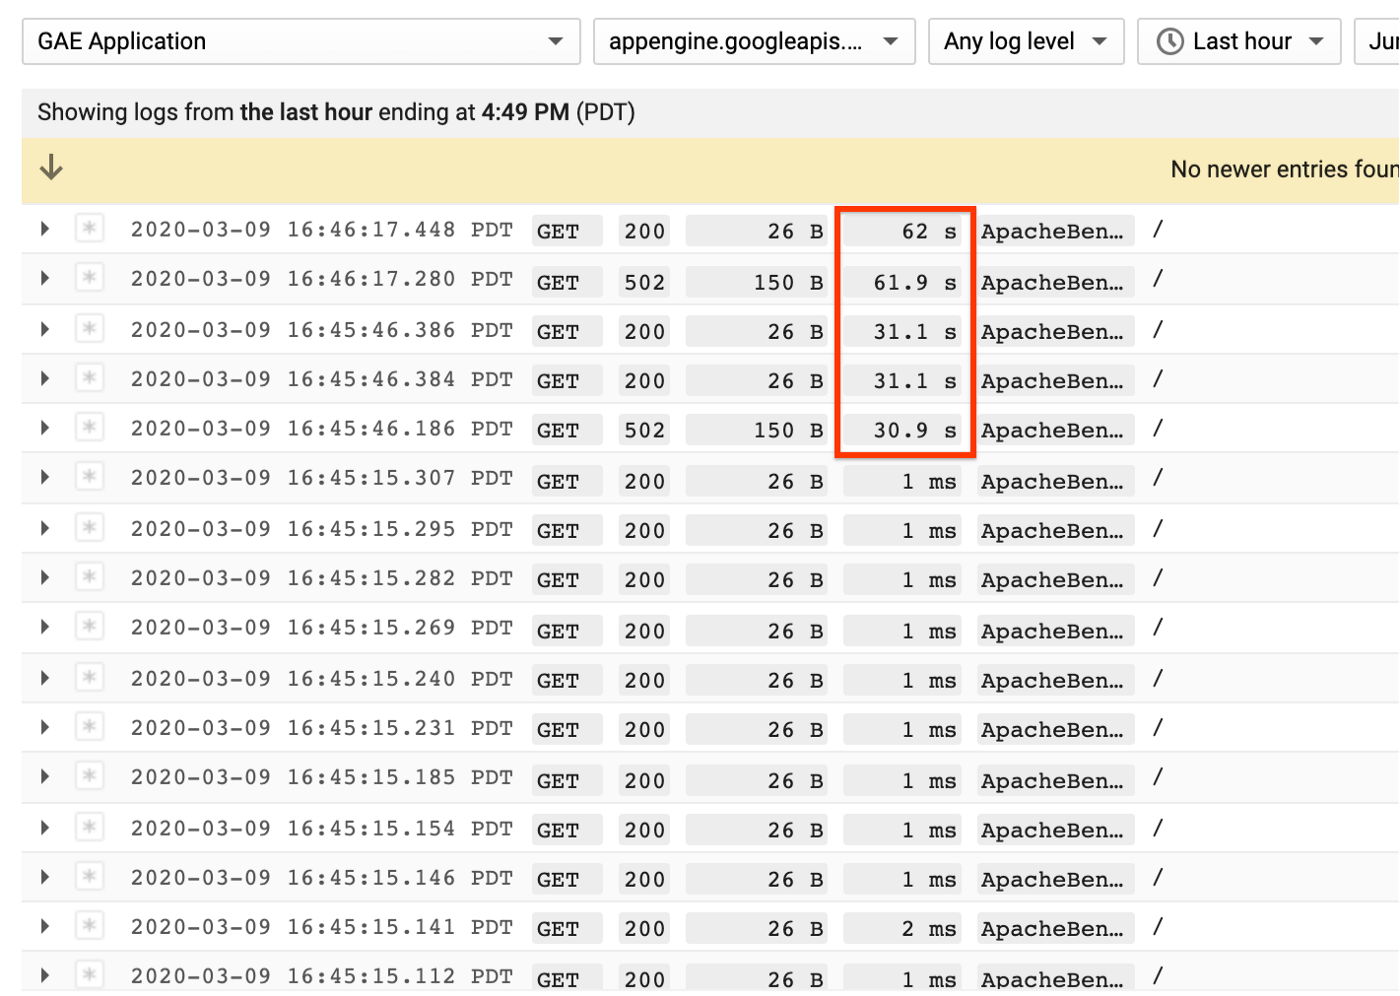 GAE Application appengine.googleapis.... Any log level Last hour
Showing logs from the last hour ending at 4:49 PM (PDT)
No newer entries
2020-03-09 16:46:17.448 PDT GET 200 26 B 62 s ApacheBen... /
2020-03-09 16:46:17.280 PDT GET 502 150 B 61.9 s ApacheBen... /
2020-03-09 16:45:46.386 PDT GET 200 26 B 31.1 s ApacheBen... /
2020-03-09 16:45:46.384 PDT GET 200 26 B 31.1 s ApacheBen... /
2020-03-09 16:45:46.186 PDT GET 502 150 B 30.9 s ApacheBen... /
2020-03-09 16:45:15.307 PDT GET 200 26 B 1 ms ApacheBen... /
2020-03-09 16:45:15.295 PDT GET 200 26 B 1 ms ApacheBen... /
2020-03-09 16:45:15.282 PDT GET 200 26 B 1 ms ApacheBen... /
2020-03-09 16:45:15.269 PDT GET 200 26 B 1 ms ApacheBen... /
2020-03-09 16:45:15.240 PDT GET 200 26 B 1 ms ApacheBen... /
2020-03-09 16:45:15.231 PDT GET 200 26 B 1 ms ApacheBen... /
2020-03-09 16:45:15.185 PDT GET 200 26 B 1 ms ApacheBen... /
2020-03-09 16:45:15.154 PDT GET 200 26 B 1 ms ApacheBen... /
2020-03-09 16:45:15.146 PDT GET 200 26 B 1 ms ApacheBen... /
2020-03-09 16:45:15.141 PDT GET 200 26 B 2 ms ApacheBen... /
2020-03-09 16:45:15.112 PDT GET 200 26 B 1 ms ApacheBen... /